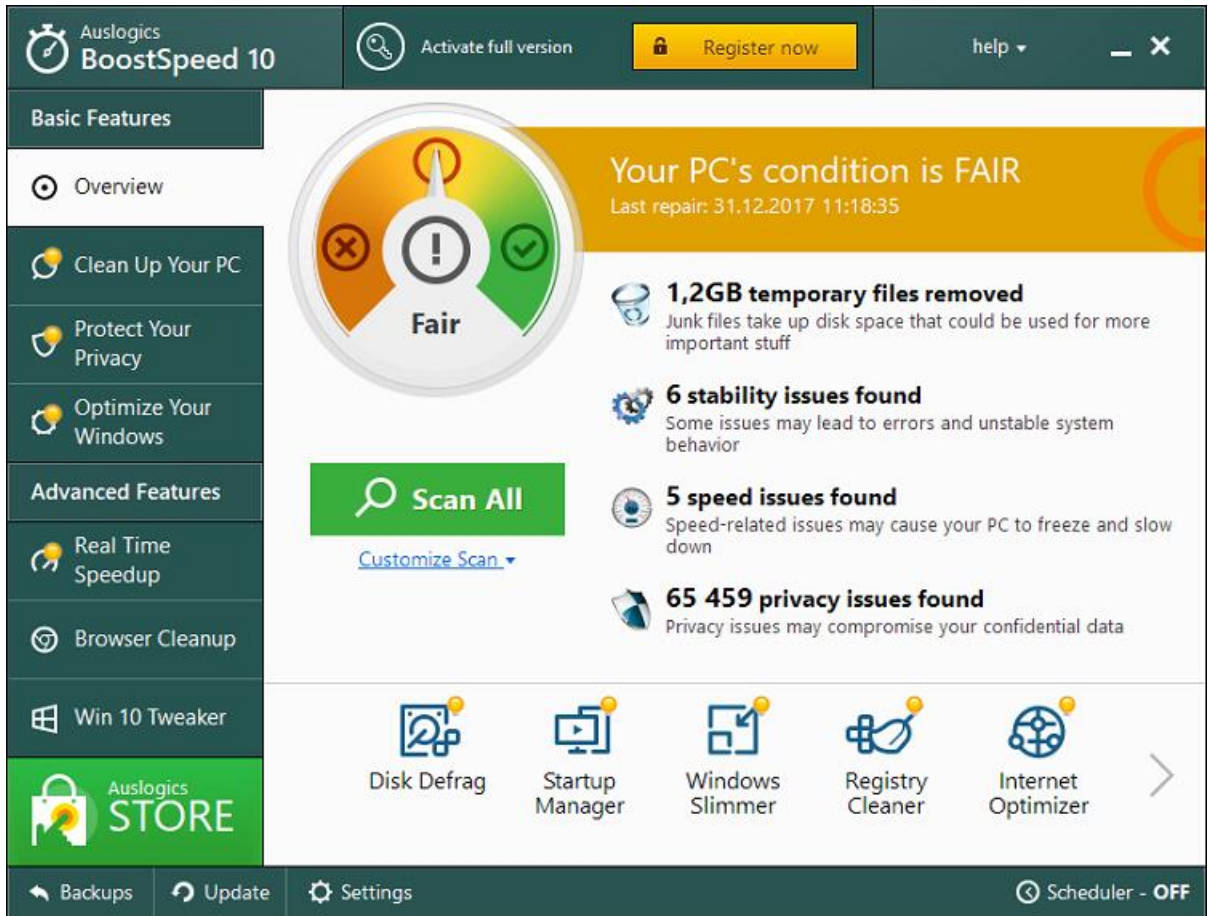 Auslogics
BoostSpeed 10
Activate full version
Register now
help
Basic Features
Overview
Clean Up Your PC
Protect Your
Privacy
Optimize Your
Windows
Advanced Features
Real Time
Speedup
Browser Cleanup
Win 10 Tweaker
Auslogics
STORE
Fair
Scan All
Customize Scan
Your PC's condition is FAIR
Last repair: 31.12.2017 11:18:35
1,2GB temporary files removed
Junk files take up disk space that could be used for more
important stuff
6 stability issues found
Some issues may lead to errors and unstable system
behavior
5 speed issues found
Speed-related issues may cause your PC to freeze and slow
down
65 459 privacy issues found
Privacy issues may compromise your confidential data
Disk Defrag
Startup
Manager
Windows
Slimmer
Registry
Cleaner
Internet
Optimizer
Backups
Update
Settings
Scheduler - OFF